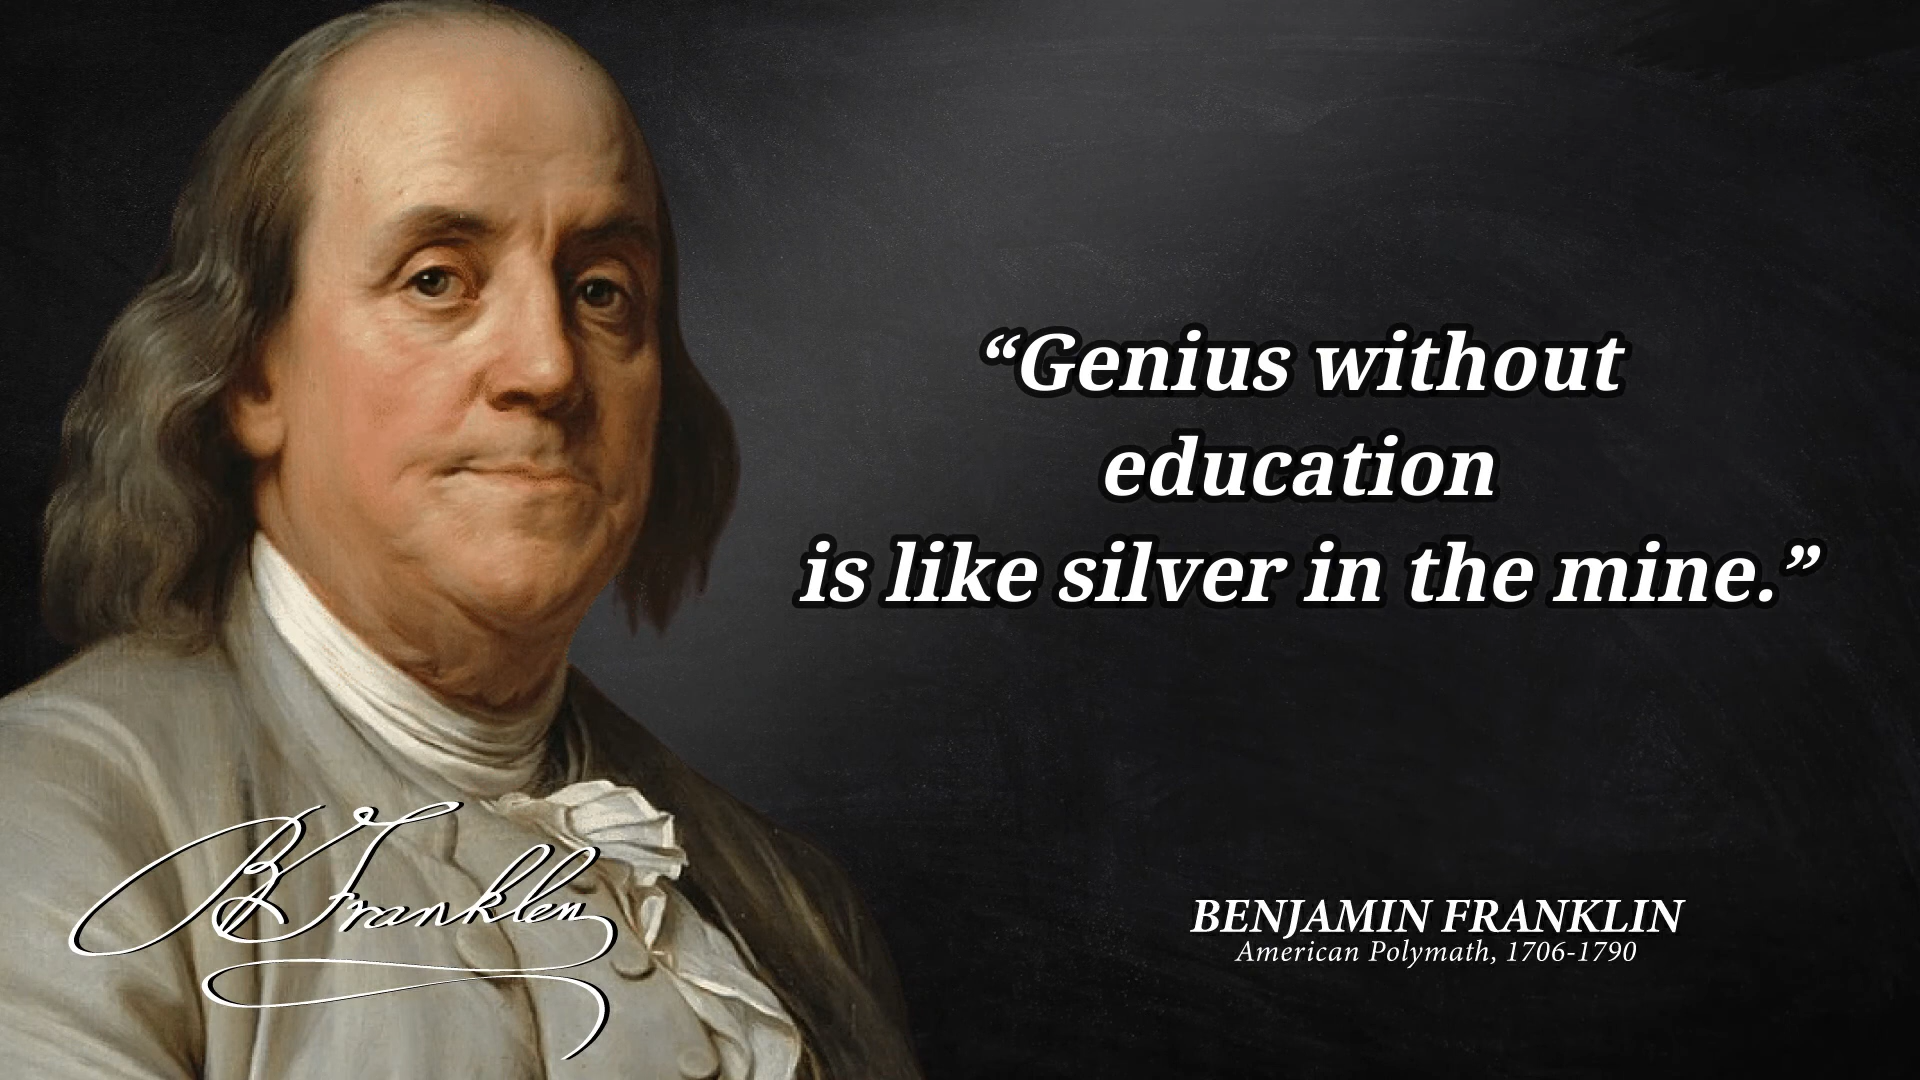 “Genius without
education
is like silver in the mine.”
B Franklin
BENJAMIN FRANKLIN
American Polymath, 1706-1790